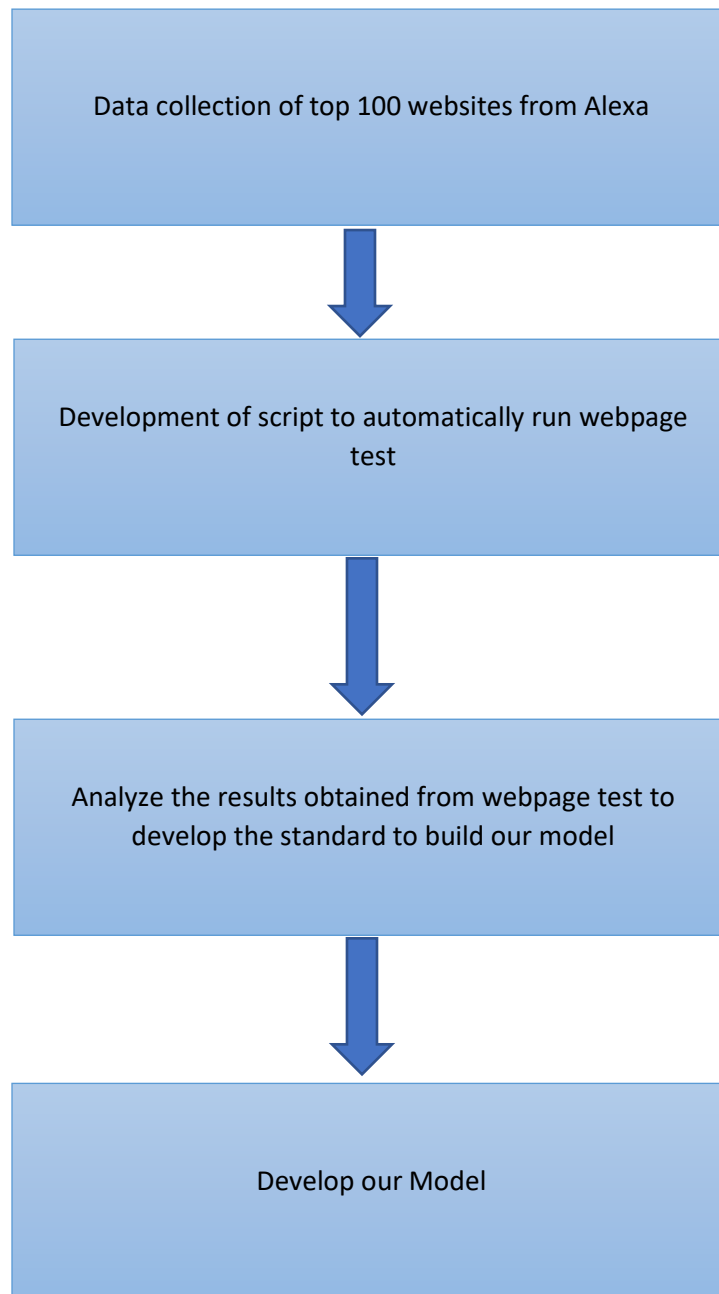 Data collection of top 100 websites from Alexa
Development of script to automatically run webpage
test
Analyze the results obtained from webpage test to
develop the standard to build our model
Develop our Model